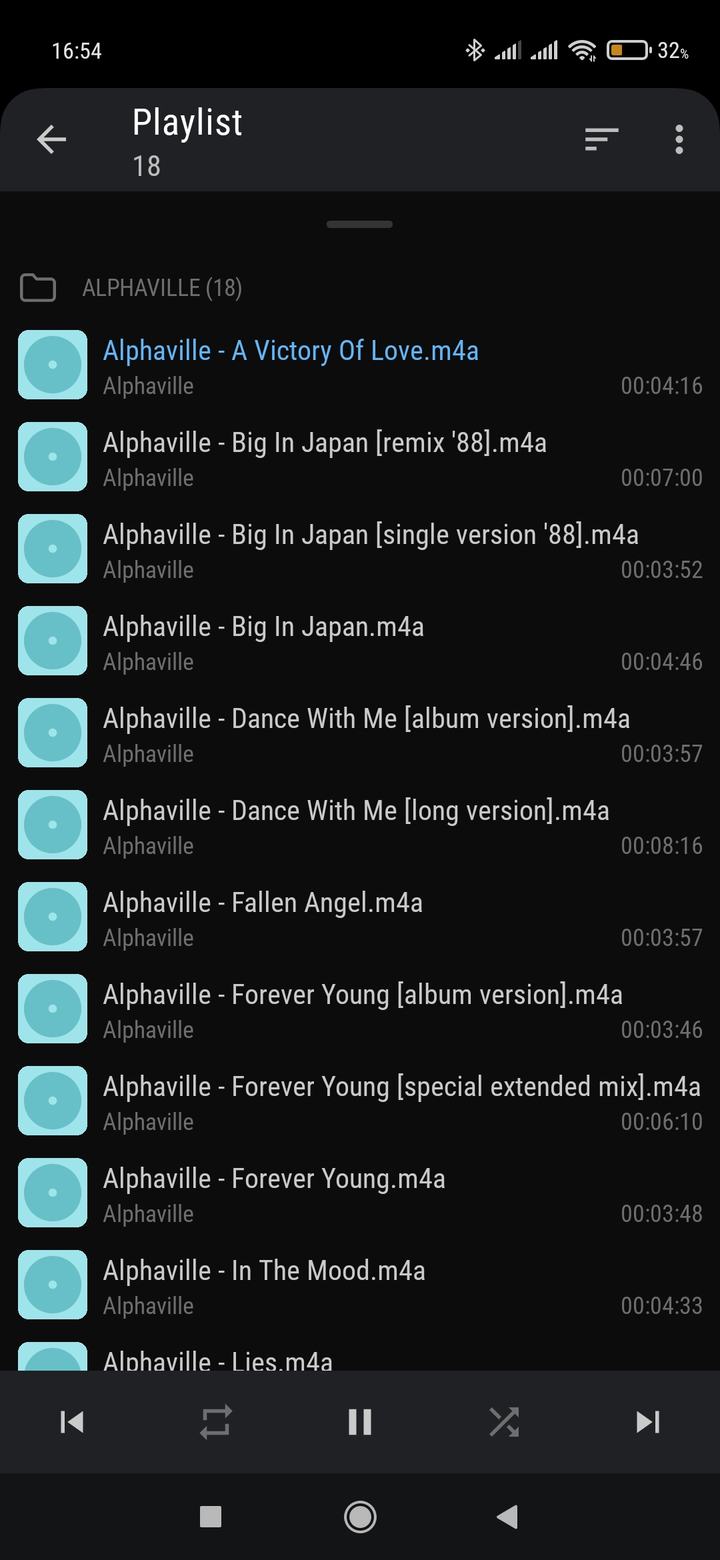 16:54
32%
Playlist
18
ALPHAVILLE (18)
Alphaville - A Victory Of Love.m4a
Alphaville 00:04:16
Alphaville - Big In Japan [remix '88].m4a
Alphaville 00:07:00
Alphaville - Big In Japan [single version '88].m4a
Alphaville 00:03:52
Alphaville - Big In Japan.m4a
Alphaville 00:04:46
Alphaville - Dance With Me [album version].m4a
Alphaville 00:03:57
Alphaville - Dance With Me [long version].m4a
Alphaville 00:08:16
Alphaville - Fallen Angel.m4a
Alphaville 00:03:57
Alphaville - Forever Young [album version].m4a
Alphaville 00:03:46
Alphaville - Forever Young [special extended mix].m4a
Alphaville 00:06:10
Alphaville - Forever Young.m4a
Alphaville 00:03:48
Alphaville - In The Mood.m4a
Alphaville 00:04:33
Alphaville - Lies.m4a